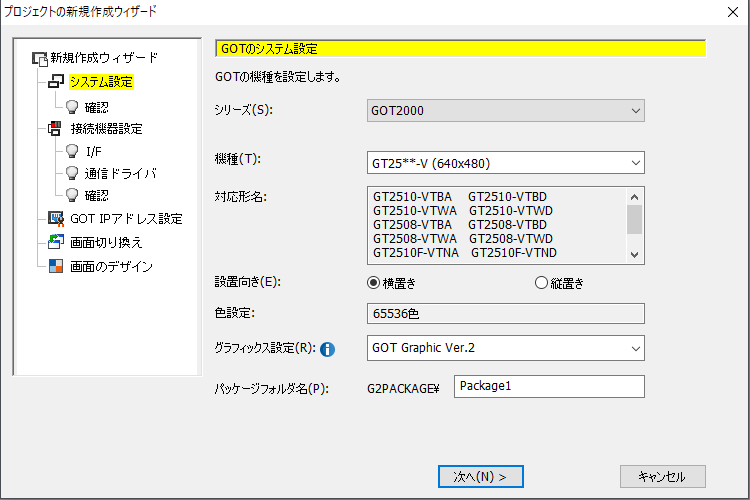 プロジェクトの新規作成ウィザード
新規作成ウィザード
システム設定
確認
接続機器設定
I/F
通信ドライバ
確認
GOT IPアドレス設定
画面切り換え
画面のデザイン
GOTのシステム設定
GOTの機種を設定します。
シリーズ(S): GOT2000
機種(T): GT25**-V (640x480)
対応形名: GT2510-VTBA GT2510-VTBD
GT2510-VTWA GT2510-VTWD
GT2508-VTBA GT2508-VTBD
GT2508-VTWA GT2508-VTWD
GT2510F-VTNA GT2510F-VTND
設置向き(E): 横置き 縦置き
色設定: 65536色
グラフィックス設定(R): GOT Graphic Ver.2
パッケージフォルダ名(P): G2PACKAGE¥ Package1
次へ(N) > キャンセル